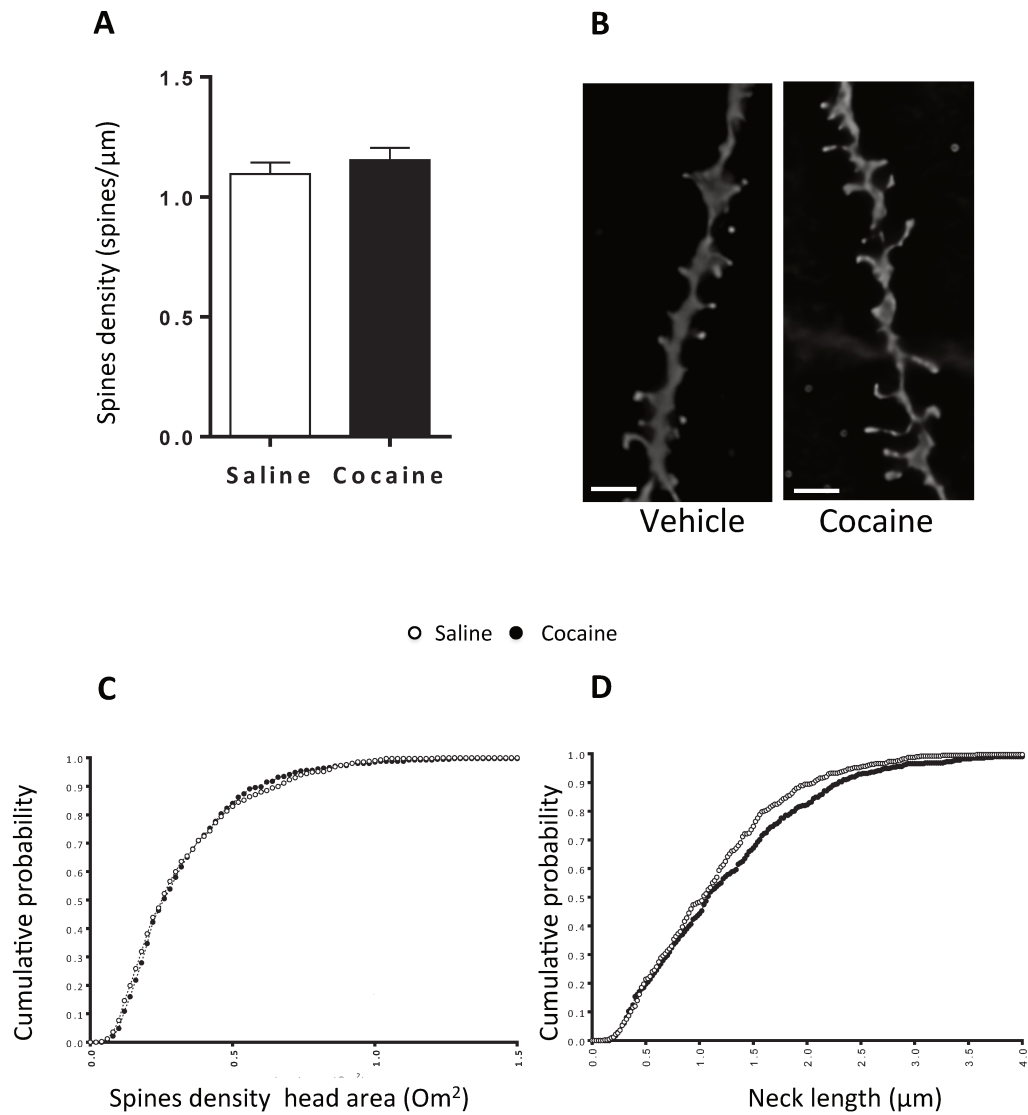 A
B
1.5
1.0
0.5
0.0
Spines density (spines/µm)
Saline Cocaine
Vehicle
Cocaine
Saline Cocaine
C
D
1.0
0.9
0.8
0.7
0.6
0.5
0.4
0.3
0.2
0.1
0.0
Cumulative probability
0.0 0.5 1.0 1.5
Spines density head area (Om²)
1.0
0.9
0.8
0.7
0.6
0.5
0.4
0.3
0.2
0.1
0.0
Cumulative probability
0.0 0.5 1.0 1.5 2.0 2.5 3.0 3.5 4.0
Neck length (µm)